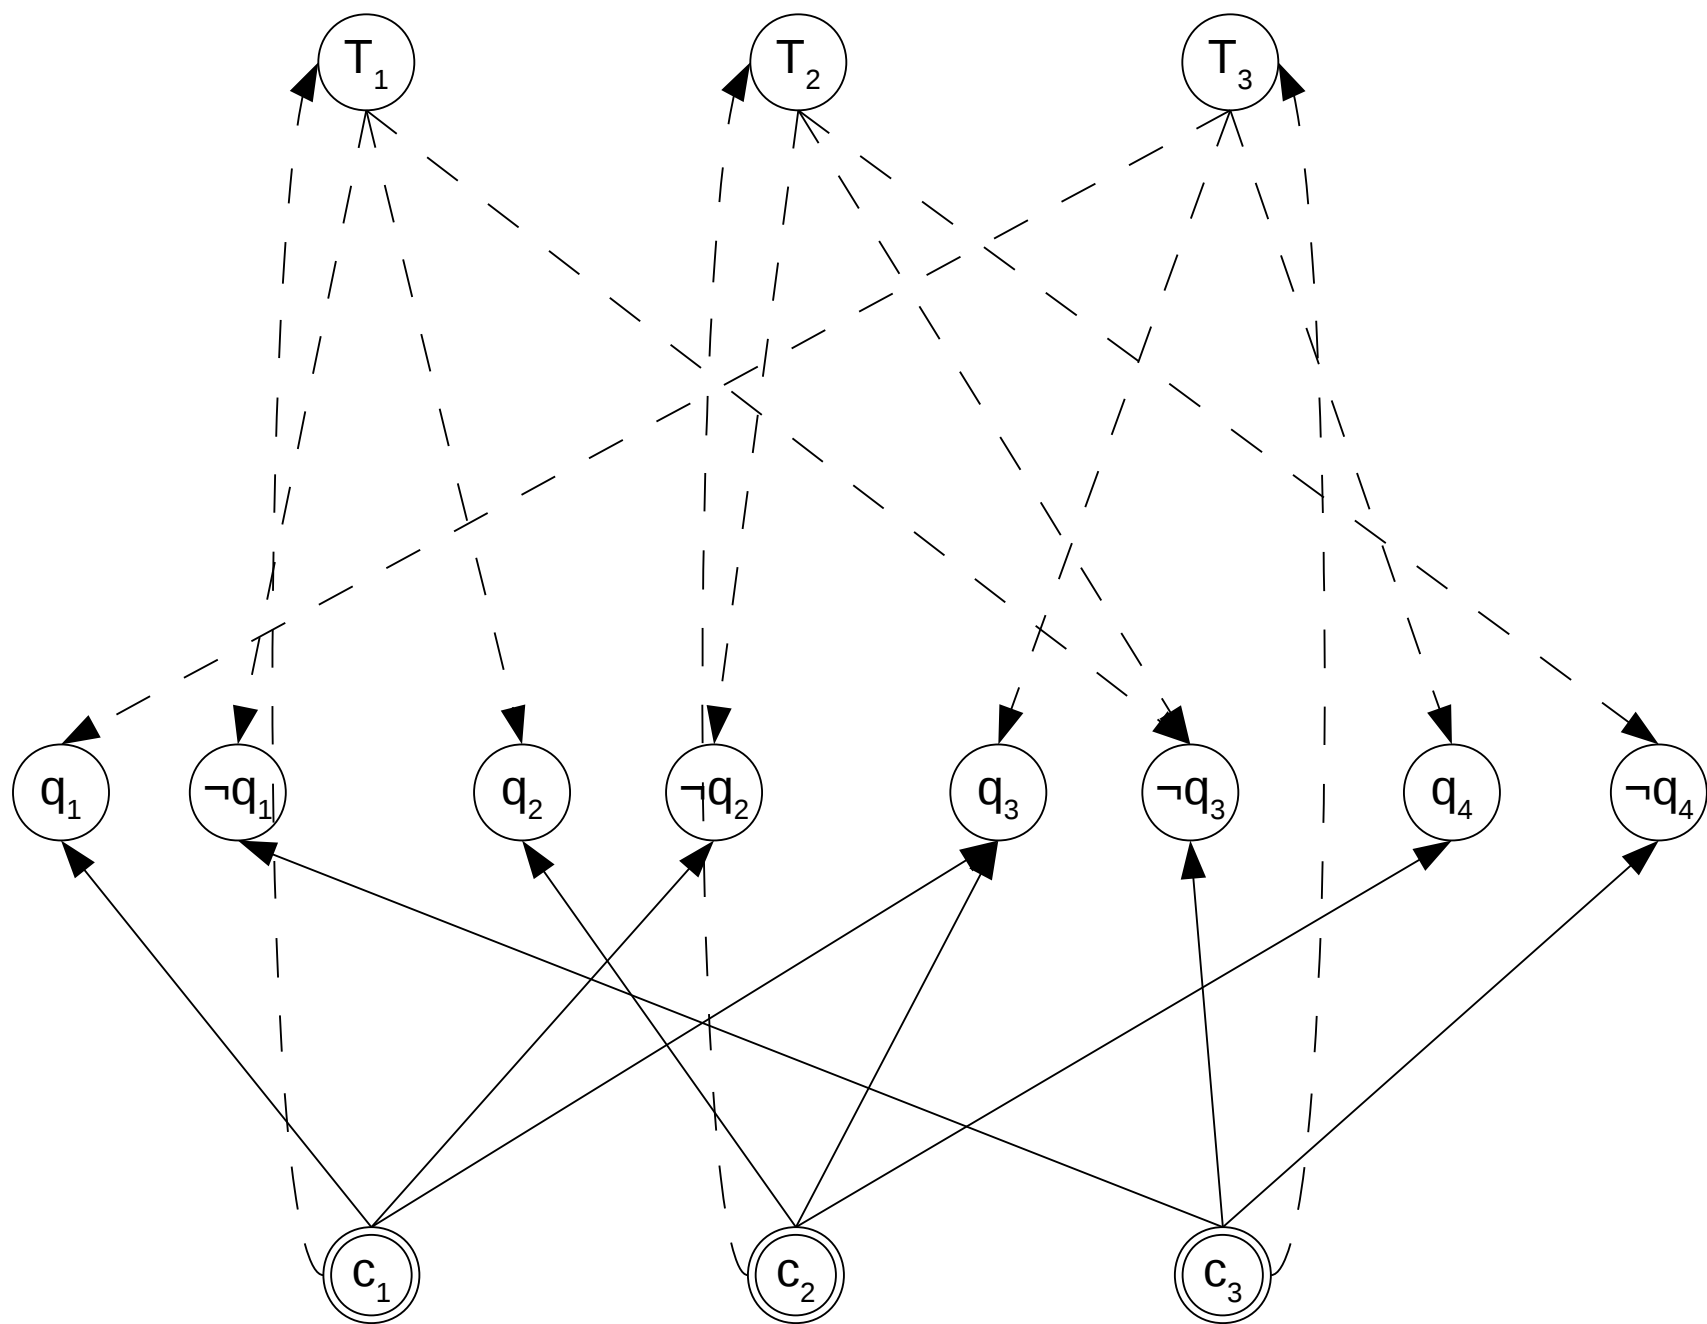 T₁ T₂ T₃
q₁ ¬q₁ q₂ ¬q₂ q₃ ¬q₃ q₄ ¬q₄
c₁ c₂ c₃